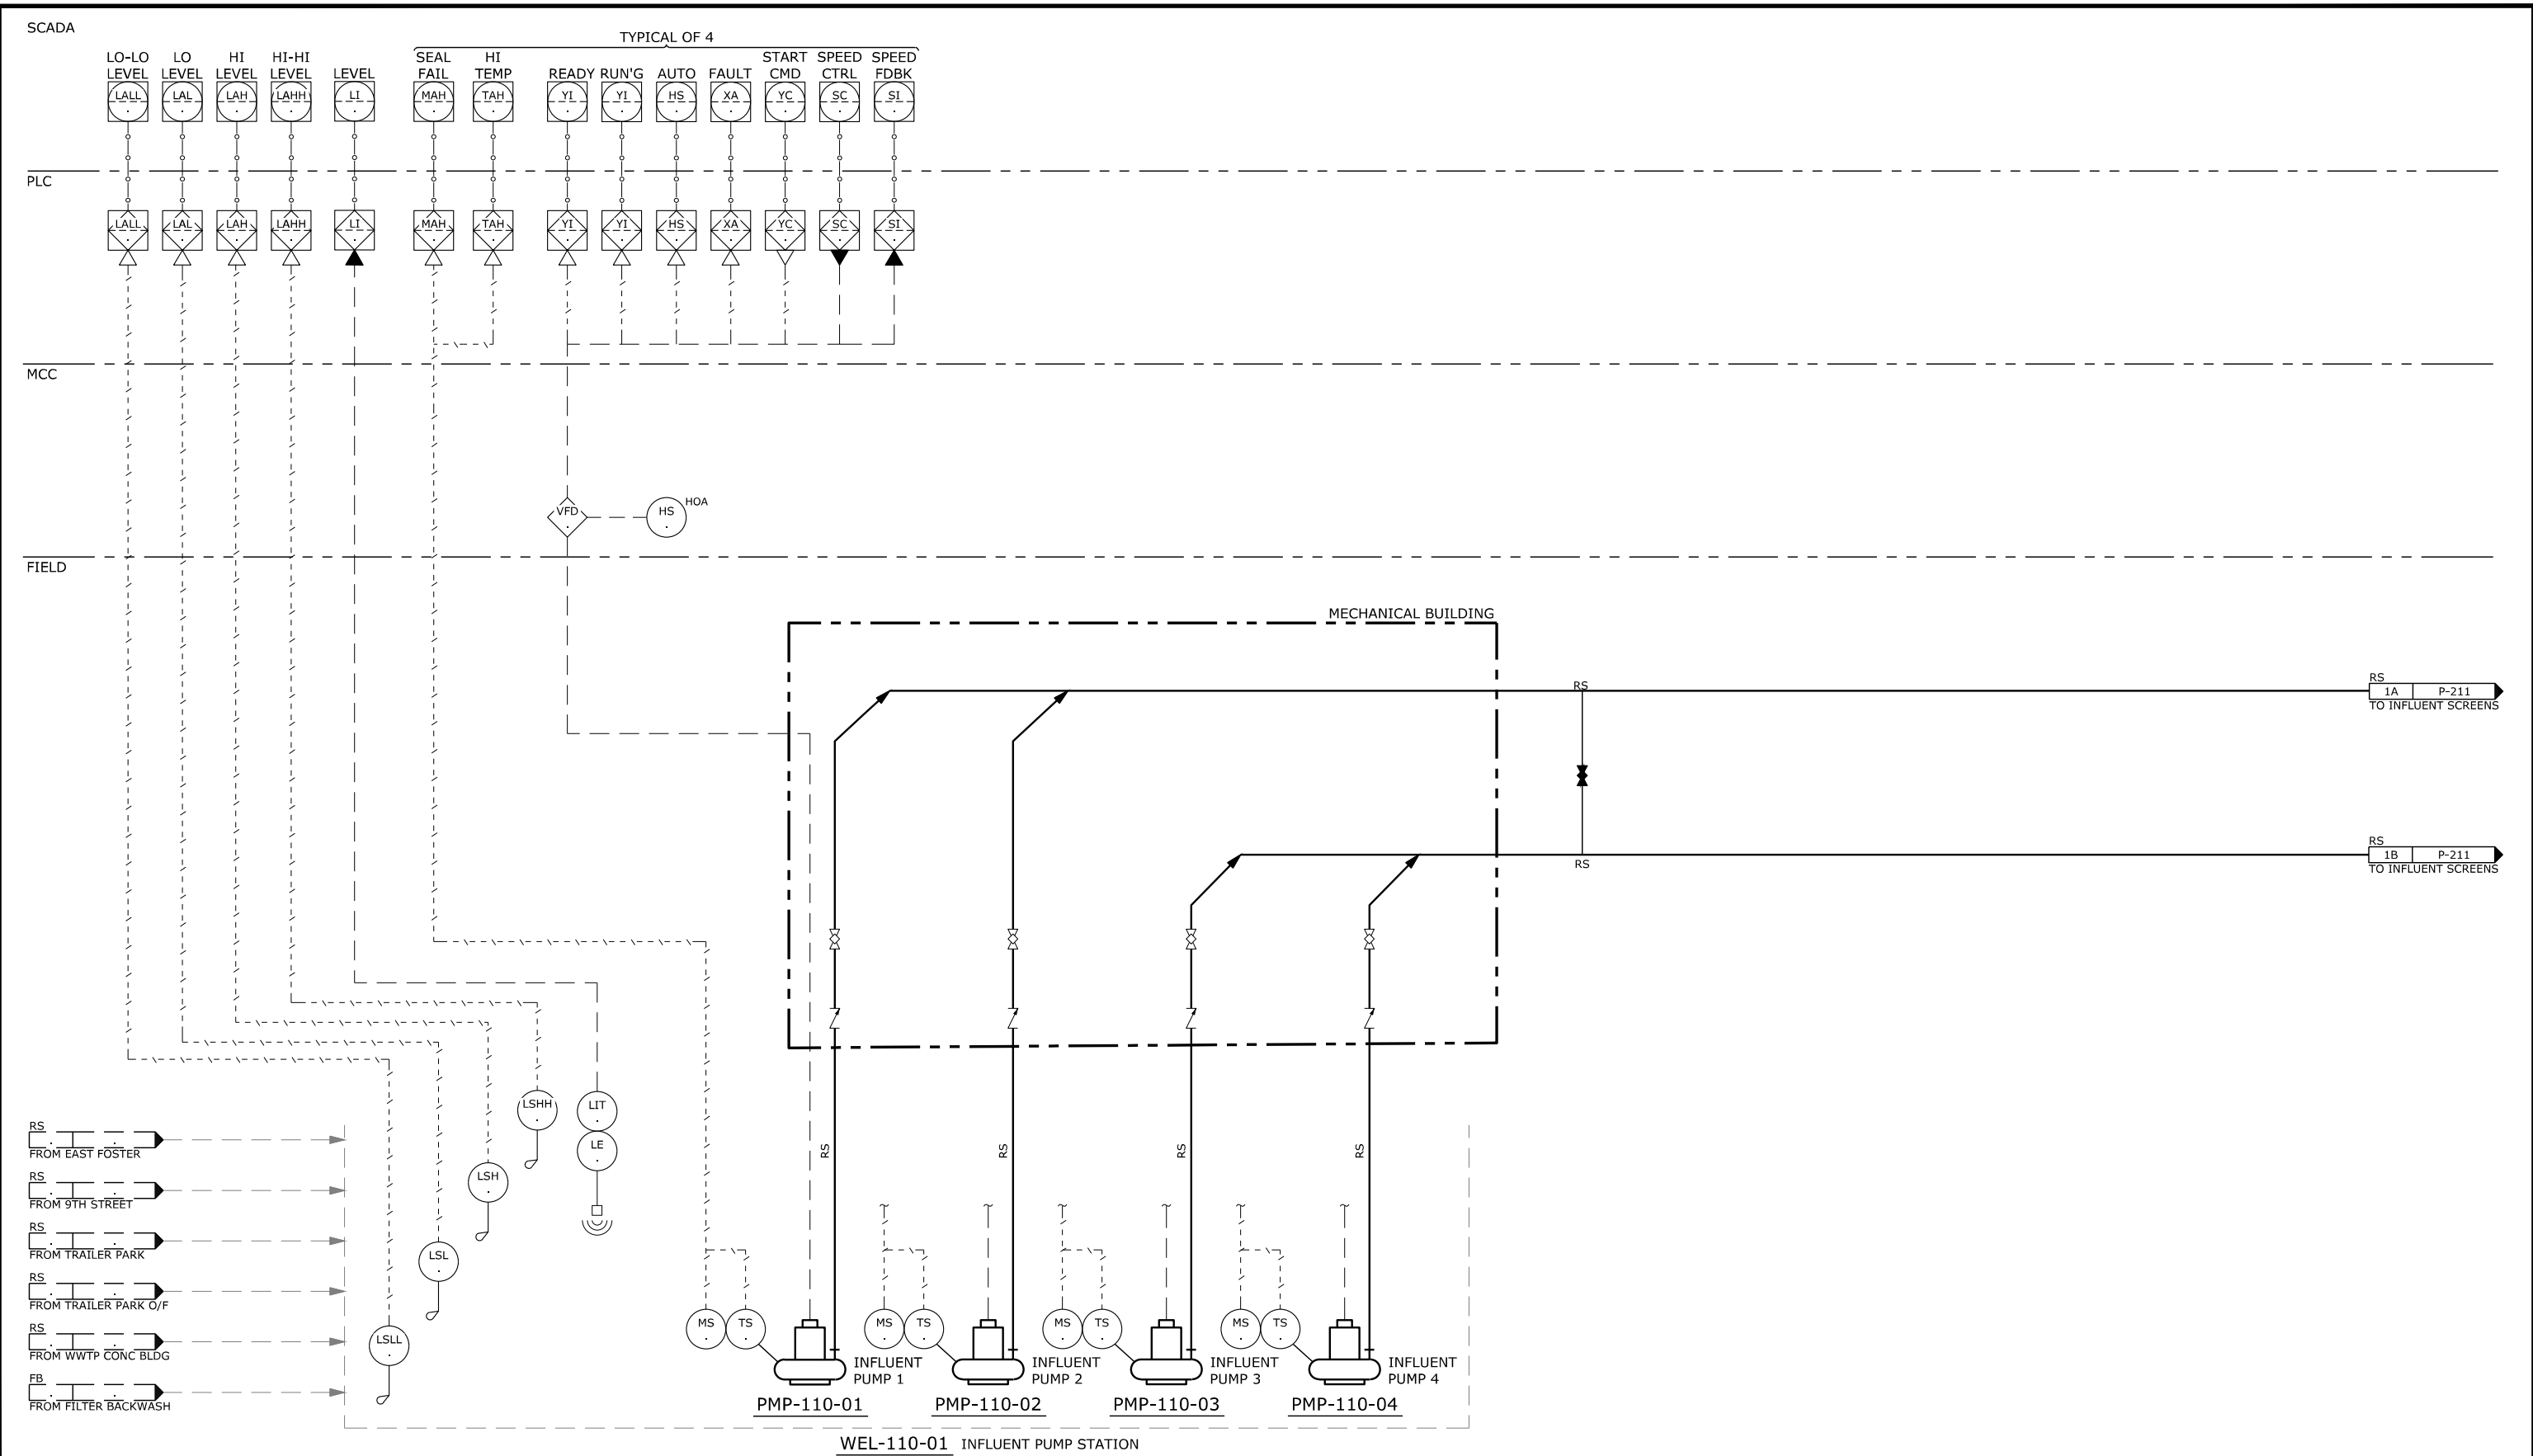 SCADA
TYPICAL OF 4
LO-LO LEVEL
LO LEVEL
HI LEVEL
HI-HI LEVEL
LEVEL
SEAL FAIL
HI TEMP
READY
RUN'G
AUTO
FAULT
START CMD
SPEED CTRL
SPEED FDBK
LALL
LAL
LAH
LAHH
LI
MAH
TAH
YI
YI
HS
XA
YC
SC
SI
PLC
LALL
LAL
LAH
LAHH
LI
MAH
TAH
YI
YI
HS
XA
YC
SC
SI
MCC
VFD
HS
HOA
FIELD
MECHANICAL BUILDING
RS
RS
1A P-211
TO INFLUENT SCREENS
RS
RS
1B P-211
TO INFLUENT SCREENS
LSHH
LIT
LE
LSH
LSL
LSLL
RS
FROM EAST FOSTER
RS
FROM 9TH STREET
RS
FROM TRAILER PARK
RS
FROM TRAILER PARK O/F
RS
FROM WWTP CONC BLDG
FB
FROM FILTER BACKWASH
RS
RS
RS
RS
MS
TS
INFLUENT
PUMP 1
PMP-110-01
MS
TS
INFLUENT
PUMP 2
PMP-110-02
MS
TS
INFLUENT
PUMP 3
PMP-110-03
MS
TS
INFLUENT
PUMP 4
PMP-110-04
WEL-110-01 INFLUENT PUMP STATION